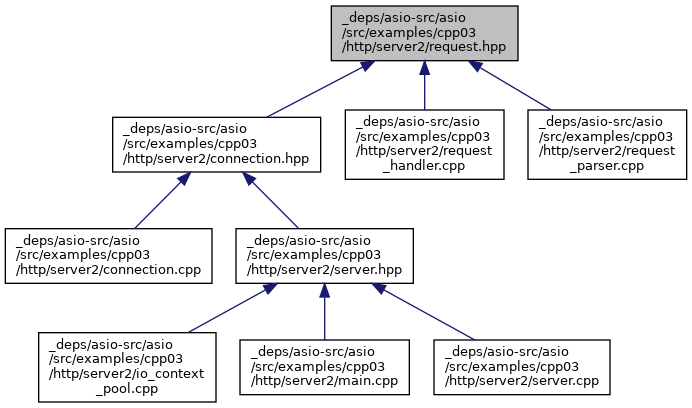 _deps/asio-src/asio
/src/examples/cpp03
/http/server2/request.hpp
_deps/asio-src/asio
/src/examples/cpp03
/http/server2/connection.hpp
_deps/asio-src/asio
/src/examples/cpp03
/http/server2/request
_handler.cpp
_deps/asio-src/asio
/src/examples/cpp03
/http/server2/request
_parser.cpp
_deps/asio-src/asio
/src/examples/cpp03
/http/server2/connection.cpp
_deps/asio-src/asio
/src/examples/cpp03
/http/server2/server.hpp
_deps/asio-src/asio
/src/examples/cpp03
/http/server2/io_context
_pool.cpp
_deps/asio-src/asio
/src/examples/cpp03
/http/server2/main.cpp
_deps/asio-src/asio
/src/examples/cpp03
/http/server2/server.cpp